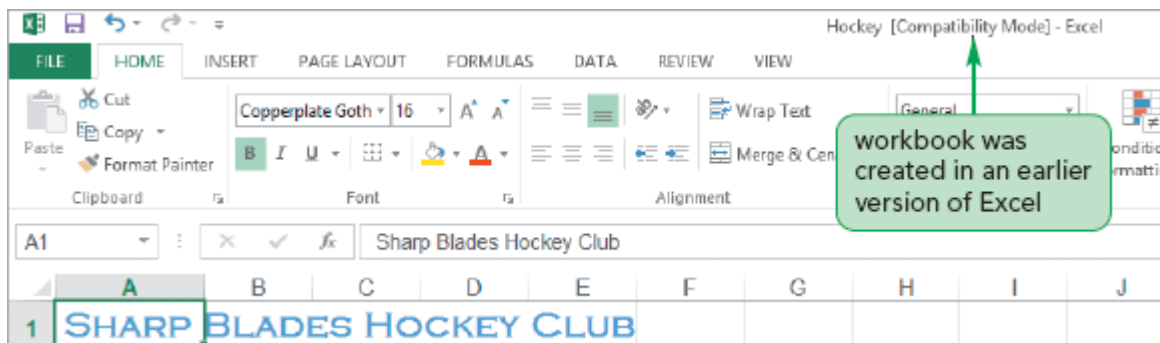 Hockey [Compatibility Mode] - Excel
FILE HOME INSERT PAGE LAYOUT FORMULAS DATA REVIEW VIEW
Cut
Copy
Format Painter
Paste
Clipboard
Copperplate Goth 16 A A
B I U A
Font
Wrap Text
Merge & Cen
Alignment
General
onditio
ormatti
workbook was
created in an earlier
version of Excel
A1 fx Sharp Blades Hockey Club
A B C D E F G H I J
1 SHARP BLADES HOCKEY CLUB